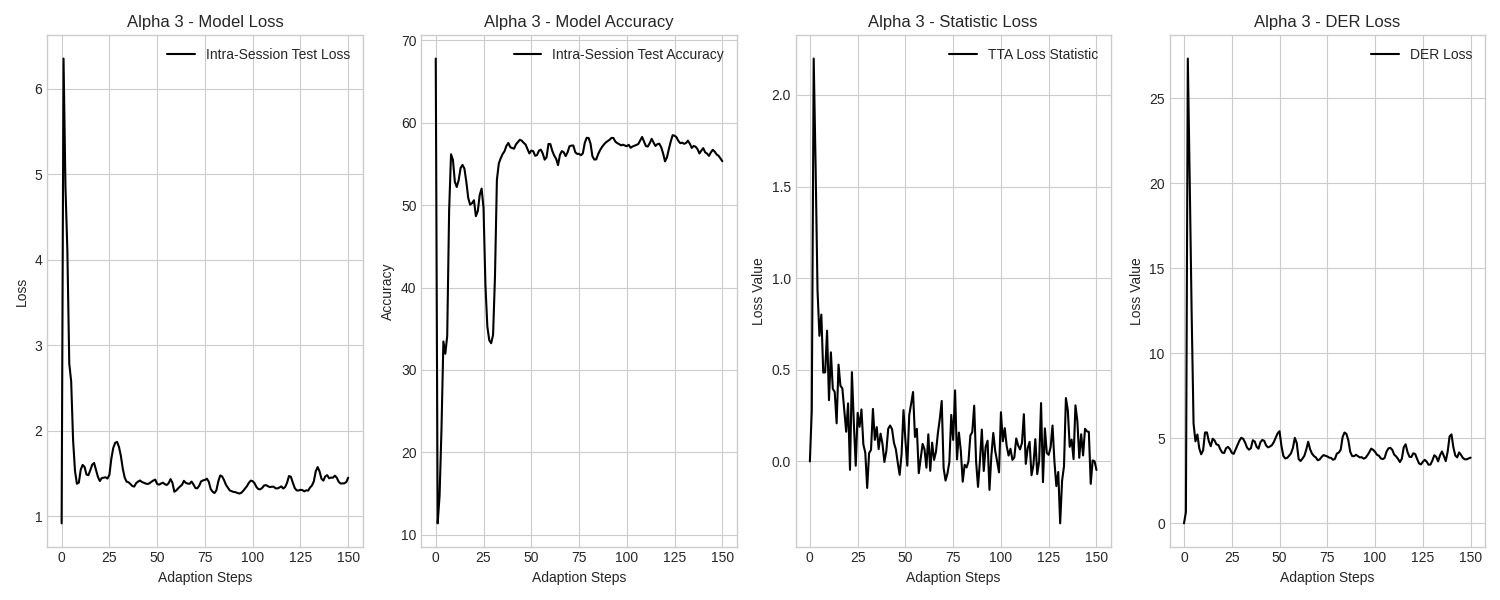 Alpha 3 - Model Loss
Intra-Session Test Loss
6
5
4
3
2
1
Loss
0 25 50 75 100 125 150
Adaption Steps
Alpha 3 - Model Accuracy
Intra-Session Test Accuracy
70
60
50
40
30
20
10
Accuracy
0 25 50 75 100 125 150
Adaption Steps
Alpha 3 - Statistic Loss
TTA Loss Statistic
2.0
1.5
1.0
0.5
0.0
Loss Value
0 25 50 75 100 125 150
Adaption Steps
Alpha 3 - DER Loss
DER Loss
25
20
15
10
5
0
Loss Value
0 25 50 75 100 125 150
Adaption Steps